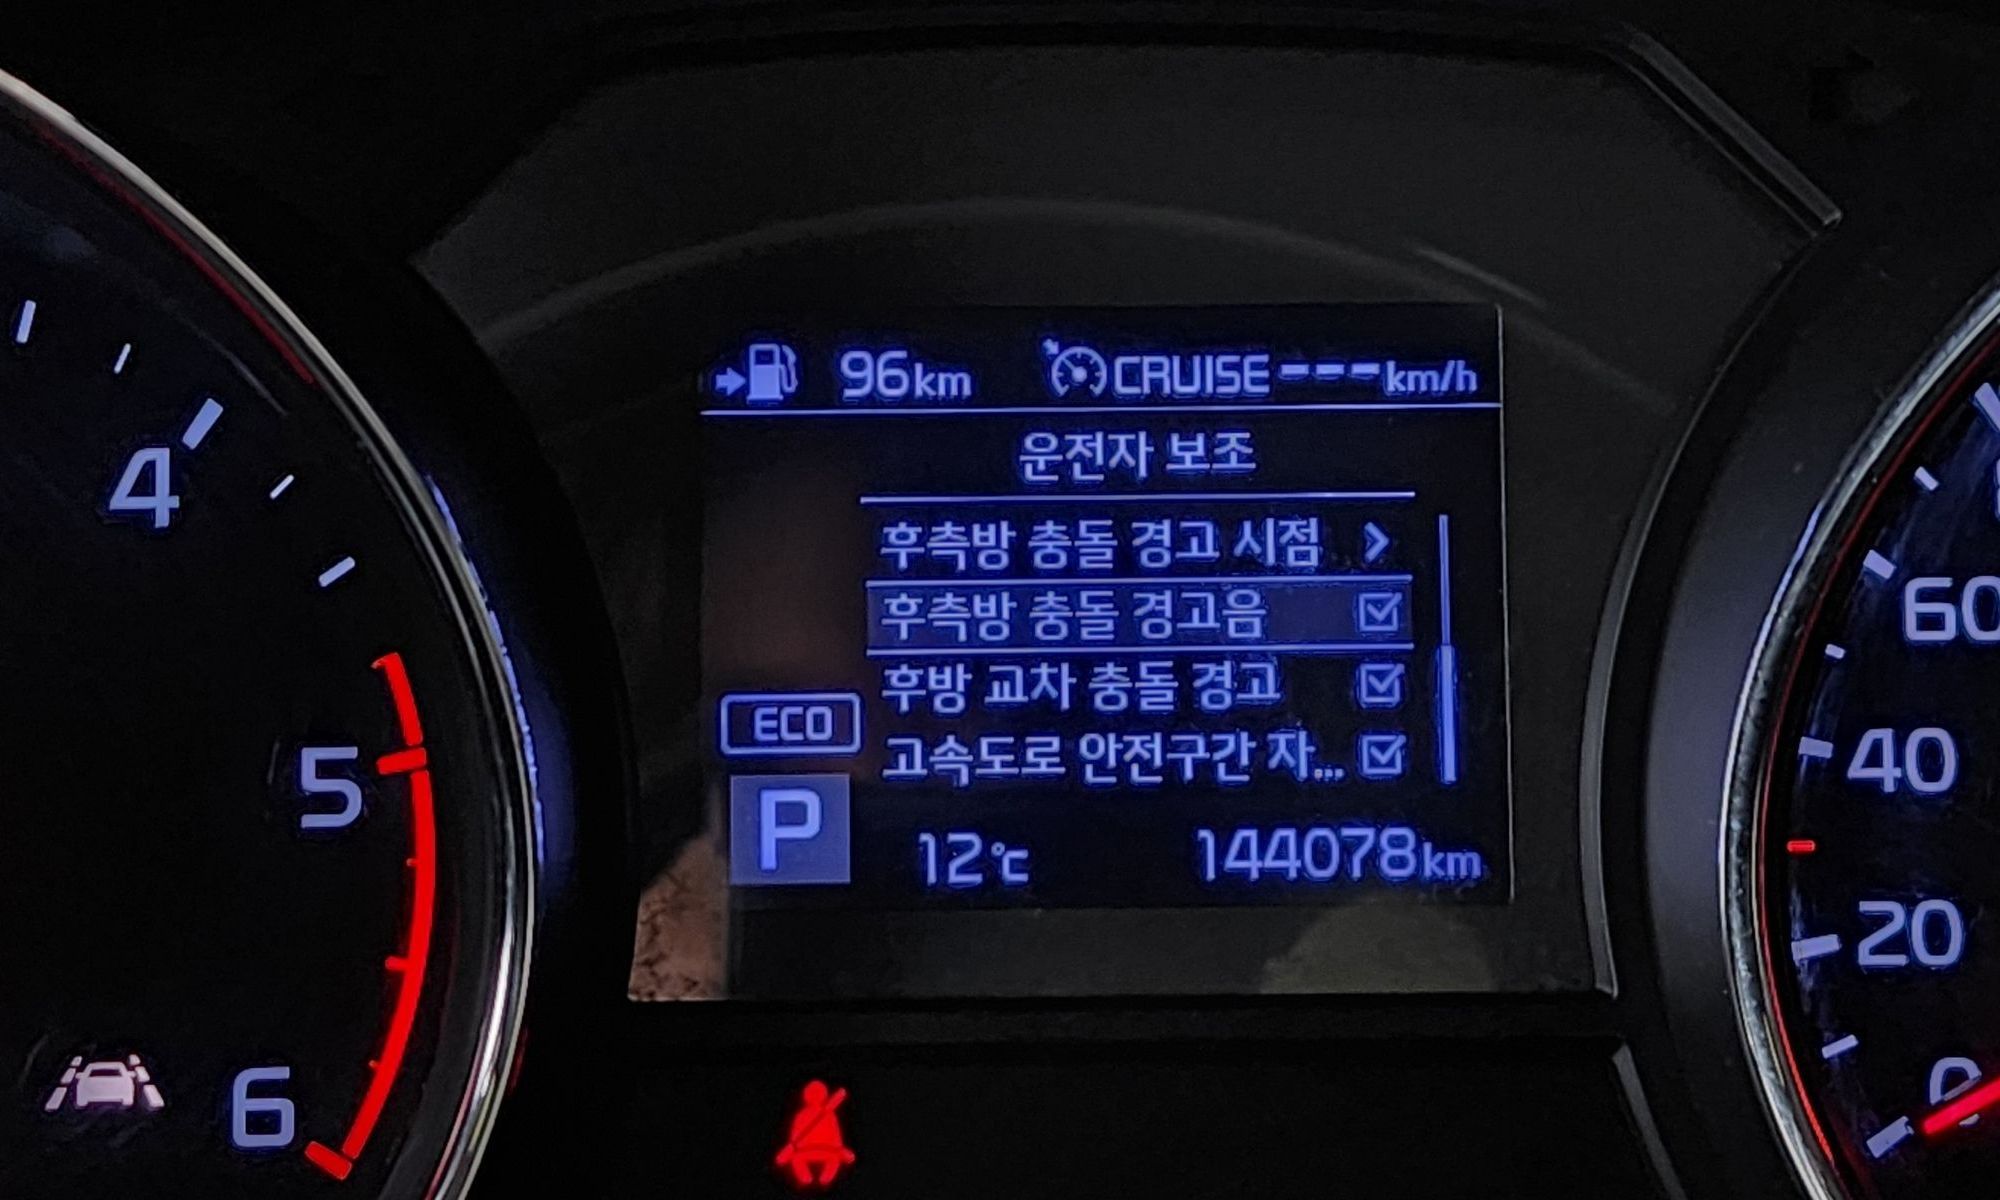 96km CRUISE---km/h
운전자 보조
후측방 충돌 경고 시점
후측방 충돌 경고음
후방 교차 충돌 경고
고속도로 안전구간 자...
ECO
P
12℃ 144078km
4
5
6
60
40
20
0